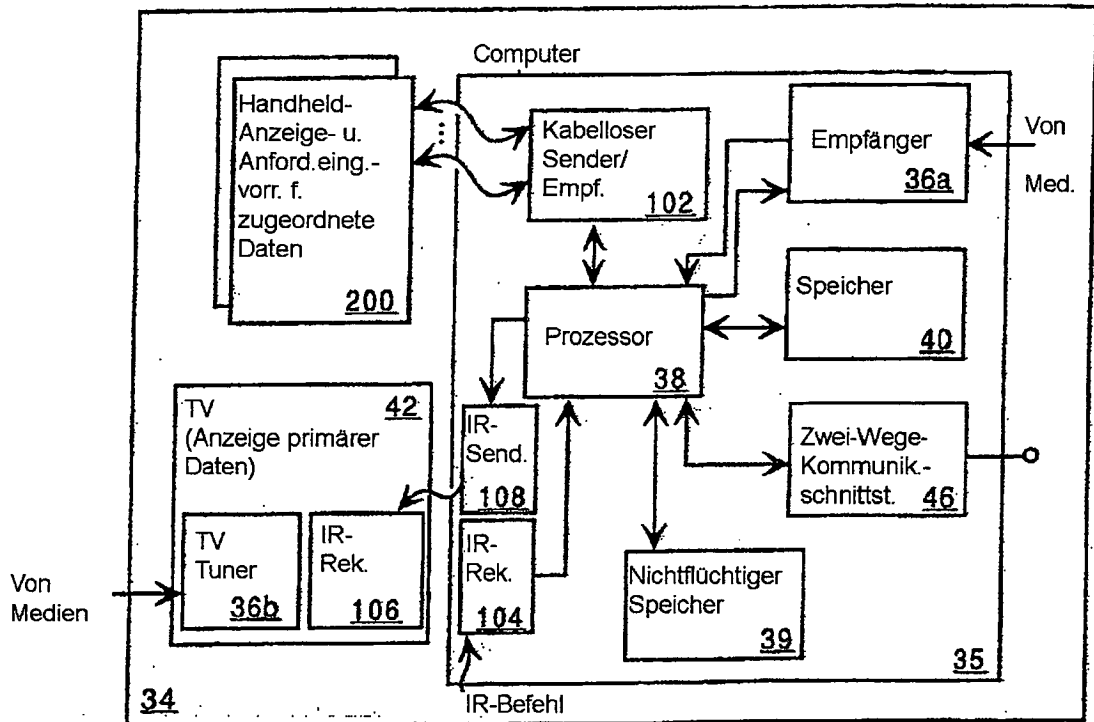 Computer
Handheld-
Anzeige- u.
Anford.eing.-
vorr. f.
zugeordnete
Daten
200
Kabelloser
Sender/
Empf.
102
Empfänger
36a
Von
Med.
Prozessor
38
Speicher
40
TV
42
(Anzeige primärer
Daten)
TV
Tuner
36b
IR-
Rek.
106
IR-
Send.
108
IR-
Rek.
104
Zwei-Wege-
Kommunik.-
schnittst.
46
Nichtflüchtiger
Speicher
39
Von
Medien
IR-Befehl
34
35